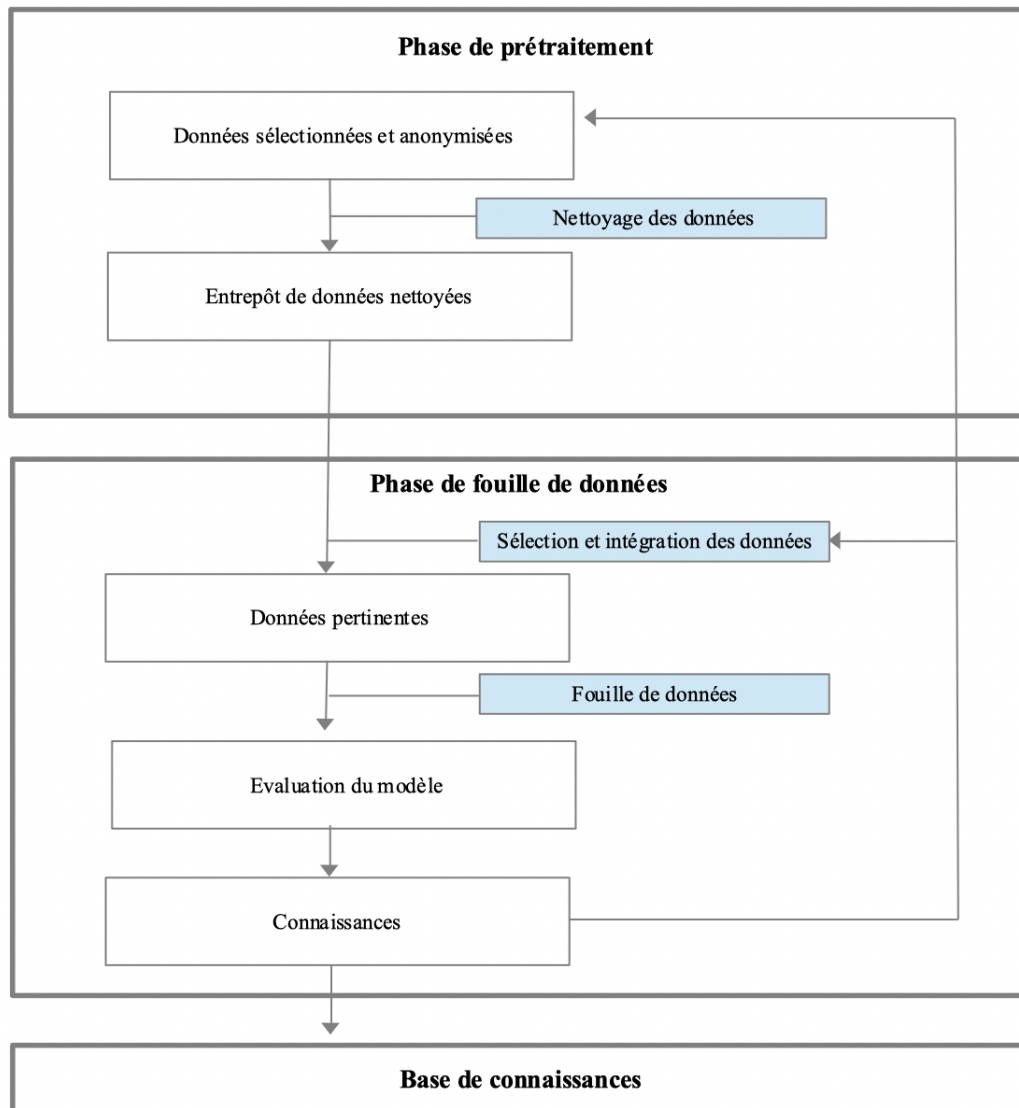 Phase de prétraitement
Données sélectionnées et anonymisées
Nettoyage des données
Entrepôt de données nettoyées
Phase de fouille de données
Sélection et intégration des données
Données pertinentes
Fouille de données
Evaluation du modèle
Connaissances
Base de connaissances